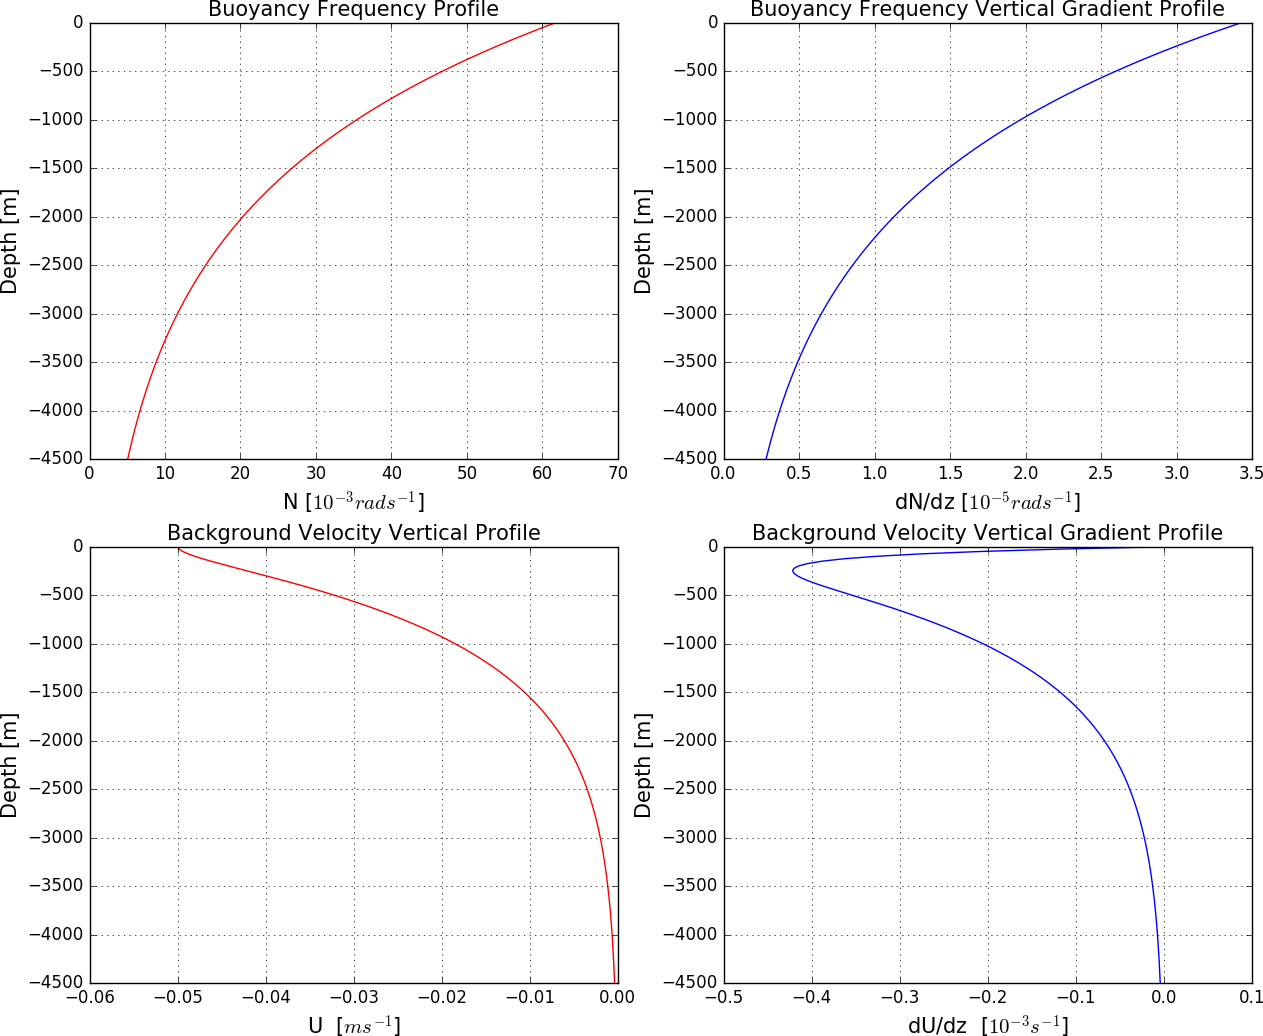 Buoyancy Frequency Profile
0
−500
−1000
−1500
−2000
−2500
−3000
−3500
−4000
−4500
Depth [m]
0 10 20 30 40 50 60 70
N [10⁻³rads⁻¹]
Buoyancy Frequency Vertical Gradient Profile
0
−500
−1000
−1500
−2000
−2500
−3000
−3500
−4000
−4500
Depth [m]
0.0 0.5 1.0 1.5 2.0 2.5 3.0 3.5
dN/dz [10⁻⁵rads⁻¹]
Background Velocity Vertical Profile
0
−500
−1000
−1500
−2000
−2500
−3000
−3500
−4000
−4500
Depth [m]
−0.06 −0.05 −0.04 −0.03 −0.02 −0.01 0.00
U [ms⁻¹]
Background Velocity Vertical Gradient Profile
0
−500
−1000
−1500
−2000
−2500
−3000
−3500
−4000
−4500
Depth [m]
−0.5 −0.4 −0.3 −0.2 −0.1 0.0 0.1
dU/dz [10⁻³s⁻¹]